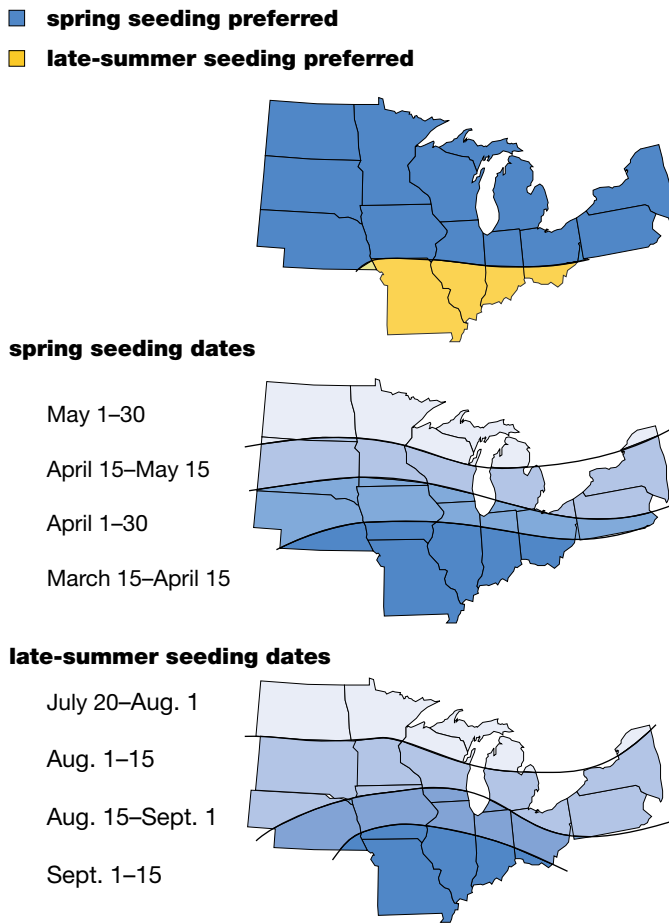 spring seeding preferred
late-summer seeding preferred
spring seeding dates
May 1–30
April 15–May 15
April 1–30
March 15–April 15
late-summer seeding dates
July 20–Aug. 1
Aug. 1–15
Aug. 15–Sept. 1
Sept. 1–15